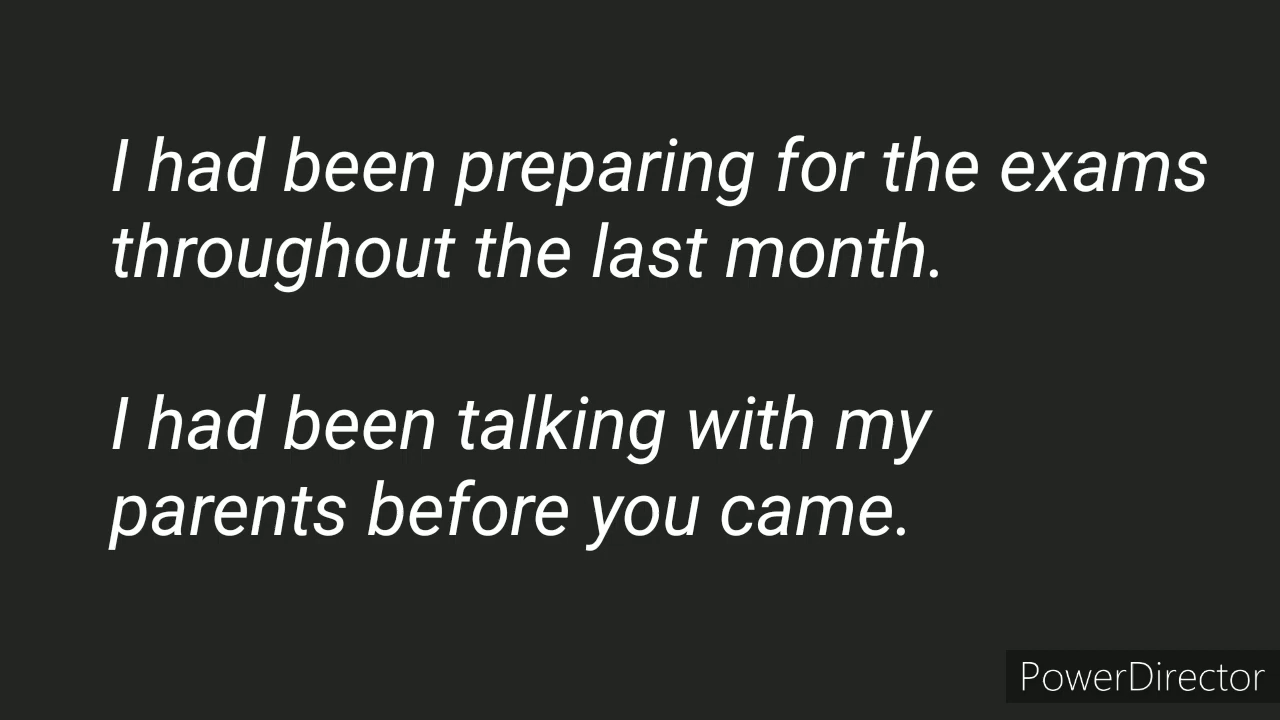 I had been preparing for the exams
throughout the last month.
I had been talking with my
parents before you came.
PowerDirector